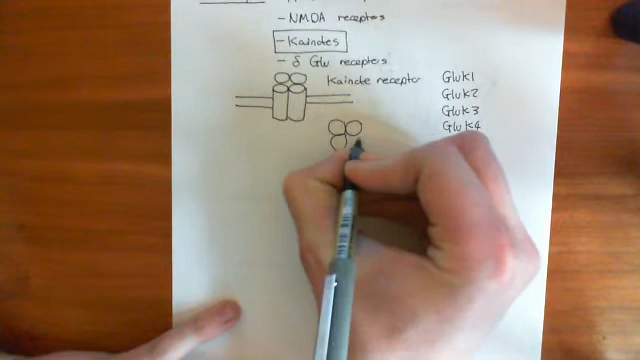 - NMDA receptors
- Kainates
- δ Glu receptors
Kainate receptor
GluK1
GluK2
GluK3
GluK4